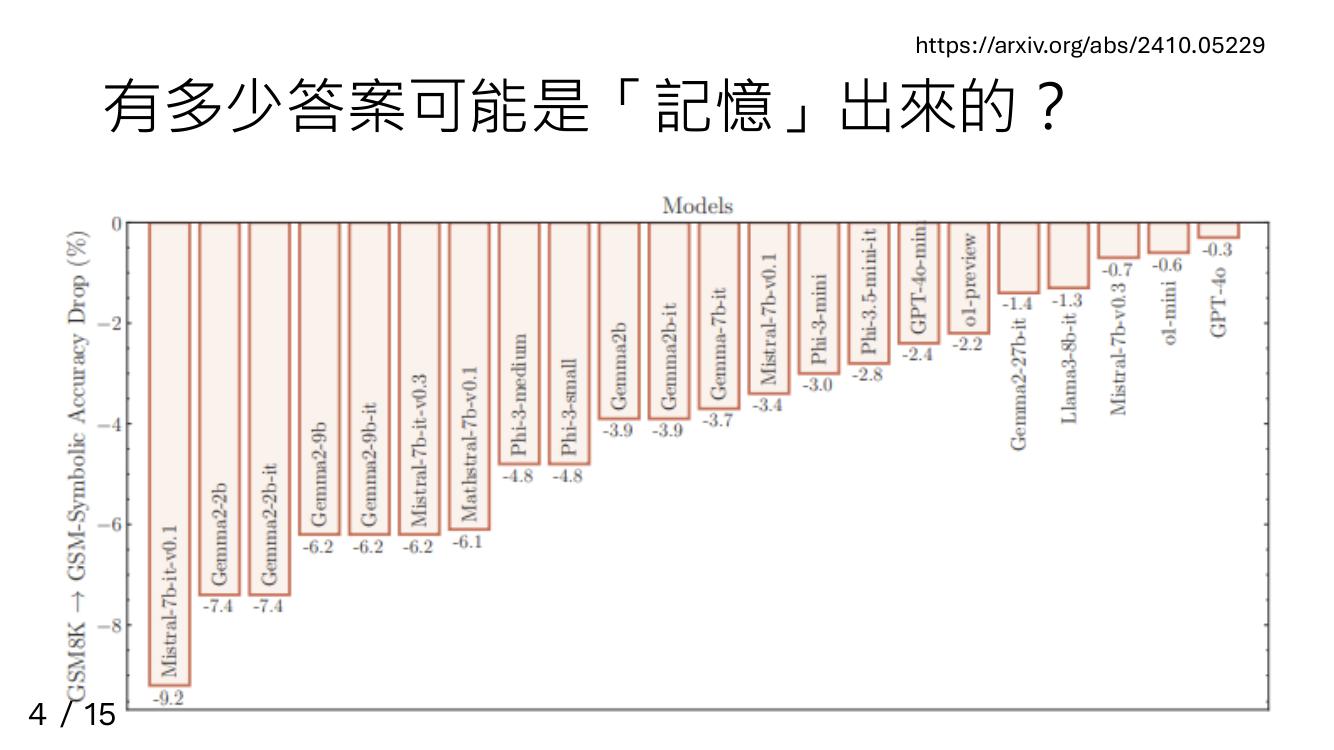 https://arxiv.org/abs/2410.05229
有多少答案可能是「記憶」出來的？
Models
GSM8K → GSM-Symbolic Accuracy Drop (%)
0
−2
−4
−6
−8
Mistral-7b-it-v0.1
-9.2
Gemma2-2b
-7.4
Gemma2-2b-it
-7.4
Gemma2-9b
-6.2
Gemma2-9b-it
-6.2
Mistral-7b-it-v0.3
-6.2
Mathstral-7b-v0.1
-6.1
Phi-3-medium
-4.8
Phi-3-small
-4.8
Gemma2b
-3.9
Gemma2b-it
-3.9
Gemma-7b-it
-3.7
Mistral-7b-v0.1
-3.4
Phi-3-mini
-3.0
Phi-3.5-mini-it
-2.8
GPT-4o-mini
-2.4
o1-preview
-2.2
Gemma2-27b-it
-1.4
Llama3-8b-it
-1.3
Mistral-7b-v0.3
-0.7
o1-mini
-0.6
GPT-4o
-0.3
4 / 15